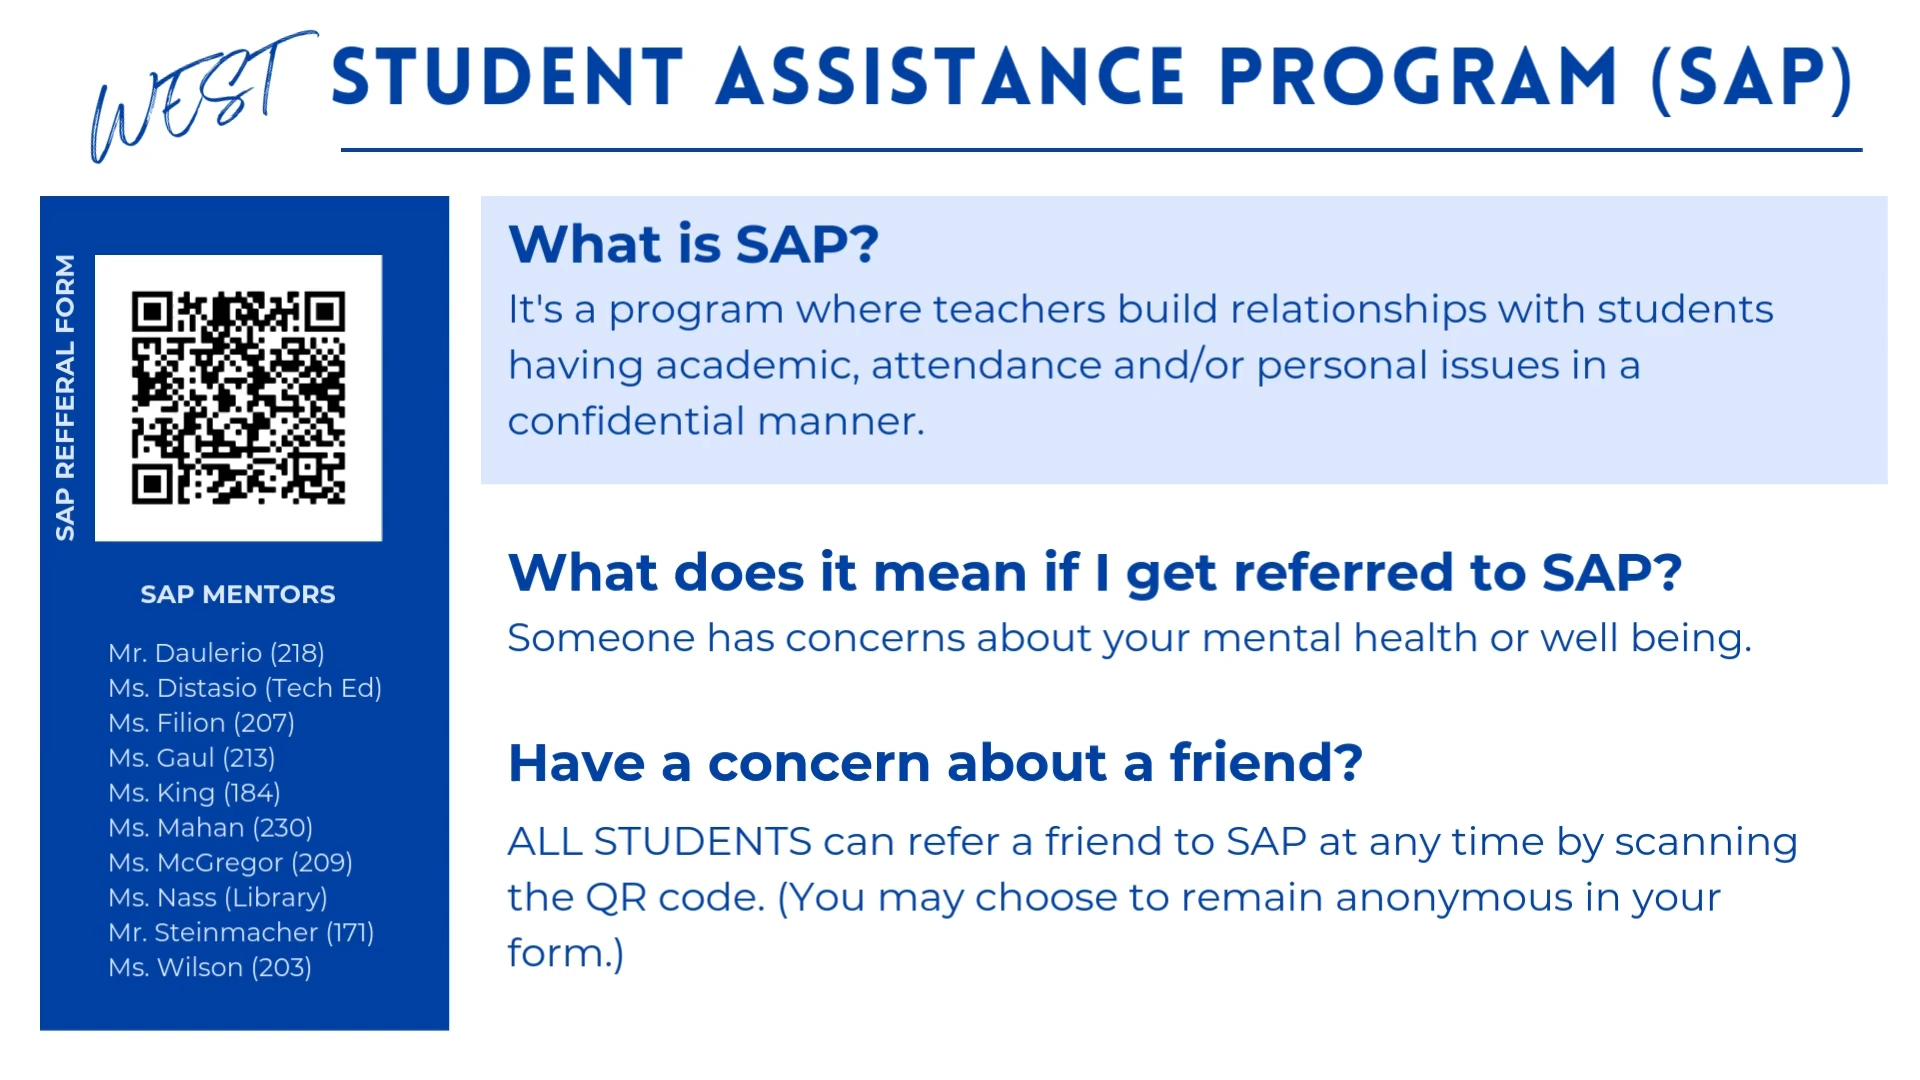 WEST STUDENT ASSISTANCE PROGRAM (SAP)
SAP REFFERAL FORM
SAP MENTORS
Mr. Daulerio (218)
Ms. Distasio (Tech Ed)
Ms. Filion (207)
Ms. Gaul (213)
Ms. King (184)
Ms. Mahan (230)
Ms. McGregor (209)
Ms. Nass (Library)
Mr. Steinmacher (171)
Ms. Wilson (203)
What is SAP?
It's a program where teachers build relationships with students
having academic, attendance and/or personal issues in a
confidential manner.
What does it mean if I get referred to SAP?
Someone has concerns about your mental health or well being.
Have a concern about a friend?
ALL STUDENTS can refer a friend to SAP at any time by scanning
the QR code. (You may choose to remain anonymous in your
form.)